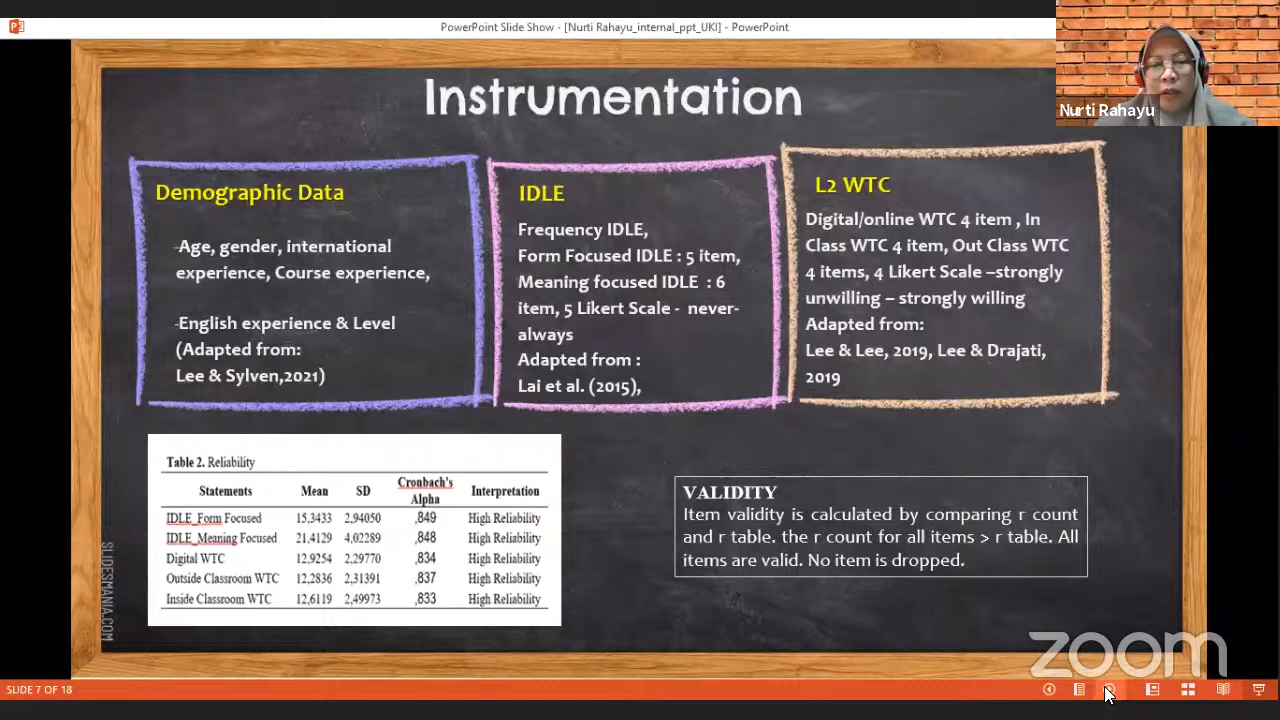 PowerPoint Slide Show - [Nurti Rahayu_internal_ppt_UKI] - PowerPoint
Nurti Rahayu
Instrumentation
Demographic Data
-Age, gender, international
experience, Course experience,
-English experience & Level
(Adapted from:
Lee & Sylven,2021)
IDLE
Frequency IDLE,
Form Focused IDLE : 5 item,
Meaning focused IDLE : 6
item, 5 Likert Scale - never-
always
Adapted from :
Lai et al. (2015),
L2 WTC
Digital/online WTC 4 item , In
Class WTC 4 item, Out Class WTC
4 items, 4 Likert Scale –strongly
unwilling – strongly willing
Adapted from:
Lee & Lee, 2019, Lee & Drajati,
2019
Table 2. Reliability
Statements Mean SD Cronbach's Alpha Interpretation
IDLE_Form Focused 15,3433 2,94050 ,849 High Reliability
IDLE_Meaning Focused 21,4129 4,02289 ,848 High Reliability
Digital WTC 12,9254 2,29770 ,834 High Reliability
Outside Classroom WTC 12,2836 2,31391 ,837 High Reliability
Inside Classroom WTC 12,6119 2,49973 ,833 High Reliability
VALIDITY
Item validity is calculated by comparing r count
and r table. the r count for all items > r table. All
items are valid. No item is dropped.
SLIDESMANIA.COM
zoom
SLIDE 7 OF 18